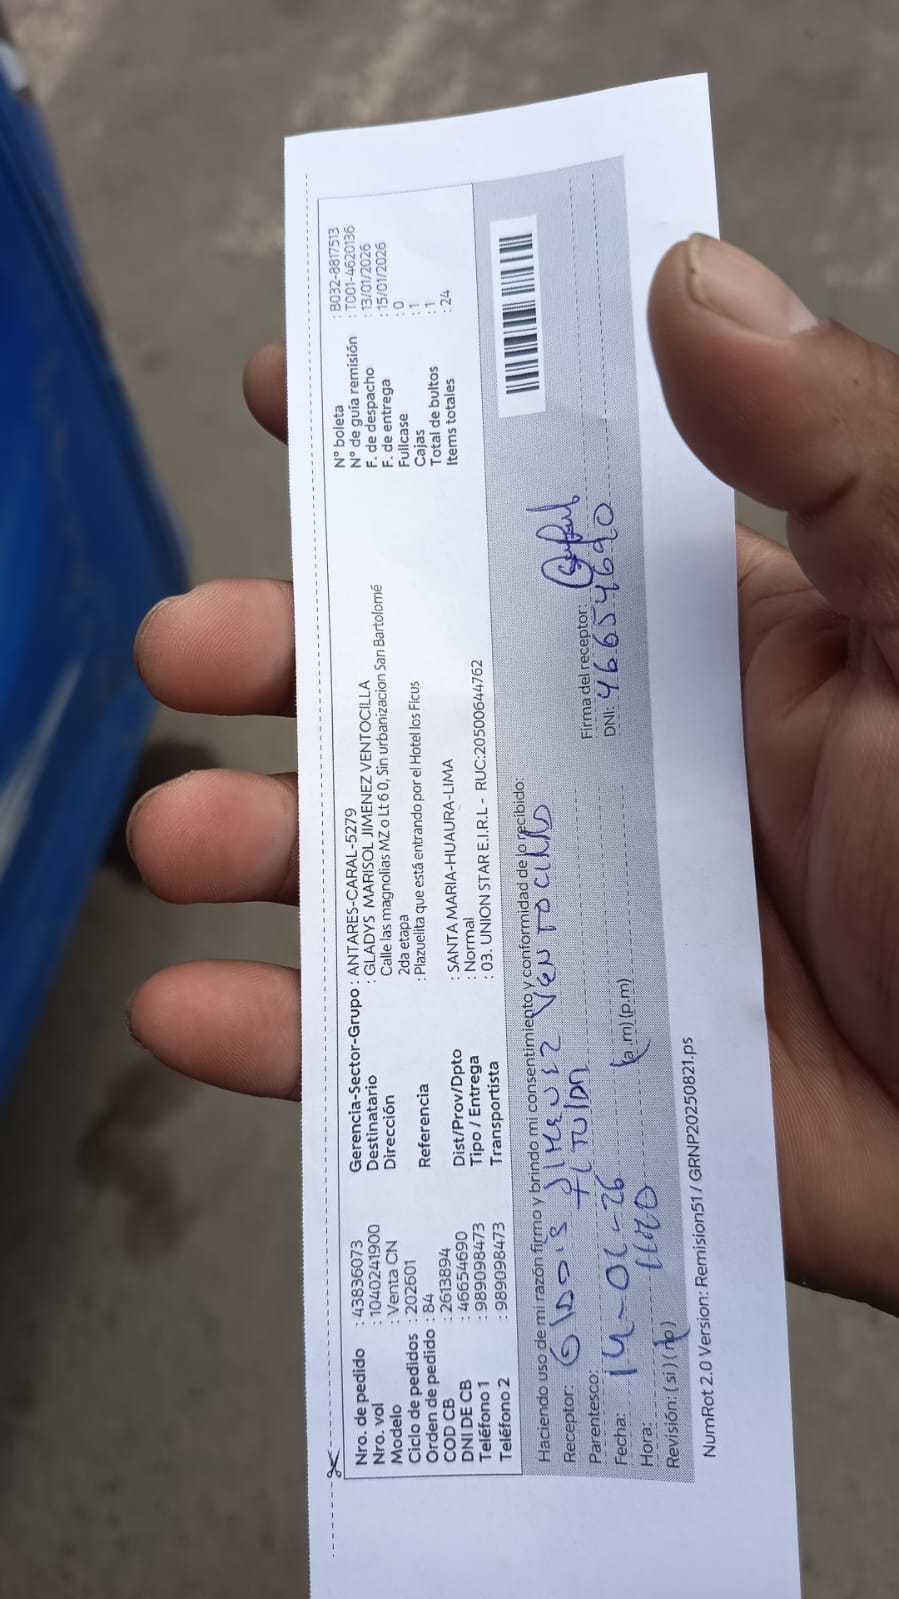 Nro. de pedido : 43836073
Nro. vol : 1040241900
Modelo : Venta CN
Ciclo de pedidos : 202601
Orden de pedido : 84
COD CB : 2613894
DNI DE CB : 46654690
Teléfono 1 : 989098473
Teléfono 2 : 989098473
Gerencia-Sector-Grupo : ANTARES-CARAL-5279
Destinatario : GLADYS MARISOL JIMENEZ VENTOCILLA
Dirección : Calle las magnolias MZ o Lt 6 0, Sin urbanizacion San Bartolomé
2da etapa
Referencia : Plazuelita que está entrando por el Hotel los Ficus
Dist/Prov/Dpto : SANTA MARIA-HUAURA-LIMA
Tipo / Entrega : Normal
Transportista : 03. UNION STAR E.I.R.L - RUC:20500644762
N° boleta : B032-8817513
N° de guía remisión : T001-4620136
F. de despacho : 13/01/2026
F. de entrega : 15/01/2026
Fullcase : 0
Cajas : 1
Total de bultos : 1
Items totales : 24
Haciendo uso de mi razón firmo y brindo mi consentimiento y conformidad de lo recibido:
Receptor: JIMENEZ VENTOCILLA
Parentesco: TITULAR
Fecha: 14-01-26
Hora: (a.m) (p.m)
Revisión: (si) (no)
Firma del receptor:
DNI: 46654690
NumRot 2.0 Version: Remision51 / GRNP20250821.ps